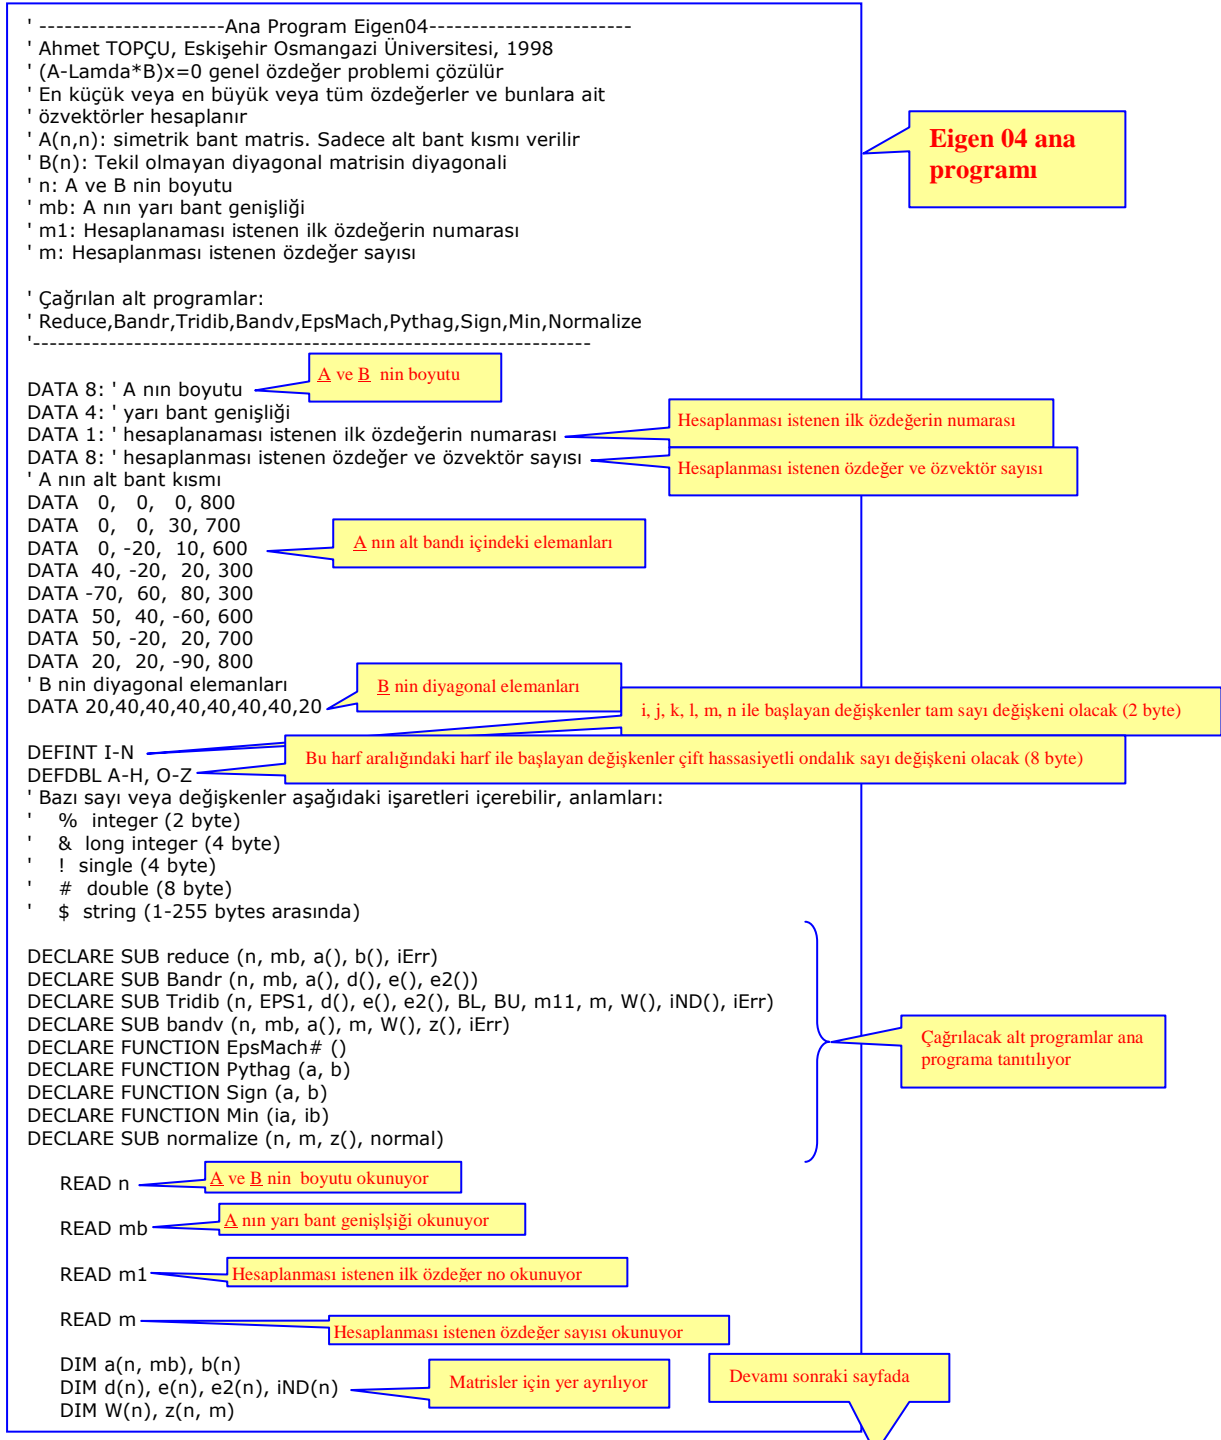 ' ----------------------Ana Program Eigen04------------------------
' Ahmet TOPÇU, Eskişehir Osmangazi Üniversitesi, 1998
' (A-Lamda*B)x=0 genel özdeğer problemi çözülür
' En küçük veya en büyük veya tüm özdeğerler ve bunlara ait
' özvektörler hesaplanır
' A(n,n): simetrik bant matris. Sadece alt bant kısmı verilir
' B(n): Tekil olmayan diyagonal matrisin diyagonali
' n: A ve B nin boyutu
' mb: A nın yarı bant genişliği
' m1: Hesaplanaması istenen ilk özdeğerin numarası
' m: Hesaplanması istenen özdeğer sayısı
Eigen 04 ana
programı
' Çağrılan alt programlar:
' Reduce,Bandr,Tridib,Bandv,EpsMach,Pythag,Sign,Min,Normalize
'------------------------------------------------------------------
DATA 8: ' A nın boyutu
A ve B nin boyutu
DATA 4: ' yarı bant genişliği
DATA 1: ' hesaplanaması istenen ilk özdeğerin numarası
Hesaplanması istenen ilk özdeğerin numarası
DATA 8: ' hesaplanması istenen özdeğer ve özvektör sayısı
Hesaplanması istenen özdeğer ve özvektör sayısı
' A nın alt bant kısmı
DATA 0, 0, 0, 800
DATA 0, 0, 30, 700
DATA 0, -20, 10, 600
A nın alt bandı içindeki elemanları
DATA 40, -20, 20, 300
DATA -70, 60, 80, 300
DATA 50, 40, -60, 600
DATA 50, -20, 20, 700
DATA 20, 20, -90, 800
' B nin diyagonal elemanları
DATA 20,40,40,40,40,40,40,20
B nin diyagonal elemanları
i, j, k, l, m, n ile başlayan değişkenler tam sayı değişkeni olacak (2 byte)
DEFINT I-N
DEFDBL A-H, O-Z
Bu harf aralığındaki harf ile başlayan değişkenler çift hassasiyetli ondalık sayı değişkeni olacak (8 byte)
' Bazı sayı veya değişkenler aşağıdaki işaretleri içerebilir, anlamları:
' % integer (2 byte)
' & long integer (4 byte)
' ! single (4 byte)
' # double (8 byte)
' $ string (1-255 bytes arasında)
DECLARE SUB reduce (n, mb, a(), b(), iErr)
DECLARE SUB Bandr (n, mb, a(), d(), e(), e2())
DECLARE SUB Tridib (n, EPS1, d(), e(), e2(), BL, BU, m11, m, W(), iND(), iErr)
DECLARE SUB bandv (n, mb, a(), m, W(), z(), iErr)
DECLARE FUNCTION EpsMach# ()
DECLARE FUNCTION Pythag (a, b)
DECLARE FUNCTION Sign (a, b)
DECLARE FUNCTION Min (ia, ib)
DECLARE SUB normalize (n, m, z(), normal)
Çağrılacak alt programlar ana
programa tanıtılıyor
READ n
A ve B nin boyutu okunuyor
READ mb
A nın yarı bant genişlşiği okunuyor
READ m1
Hesaplanması istenen ilk özdeğer no okunuyor
READ m
Hesaplanması istenen özdeğer sayısı okunuyor
DIM a(n, mb), b(n)
DIM d(n), e(n), e2(n), iND(n)
DIM W(n), z(n, m)
Matrisler için yer ayrılıyor
Devamı sonraki sayfada